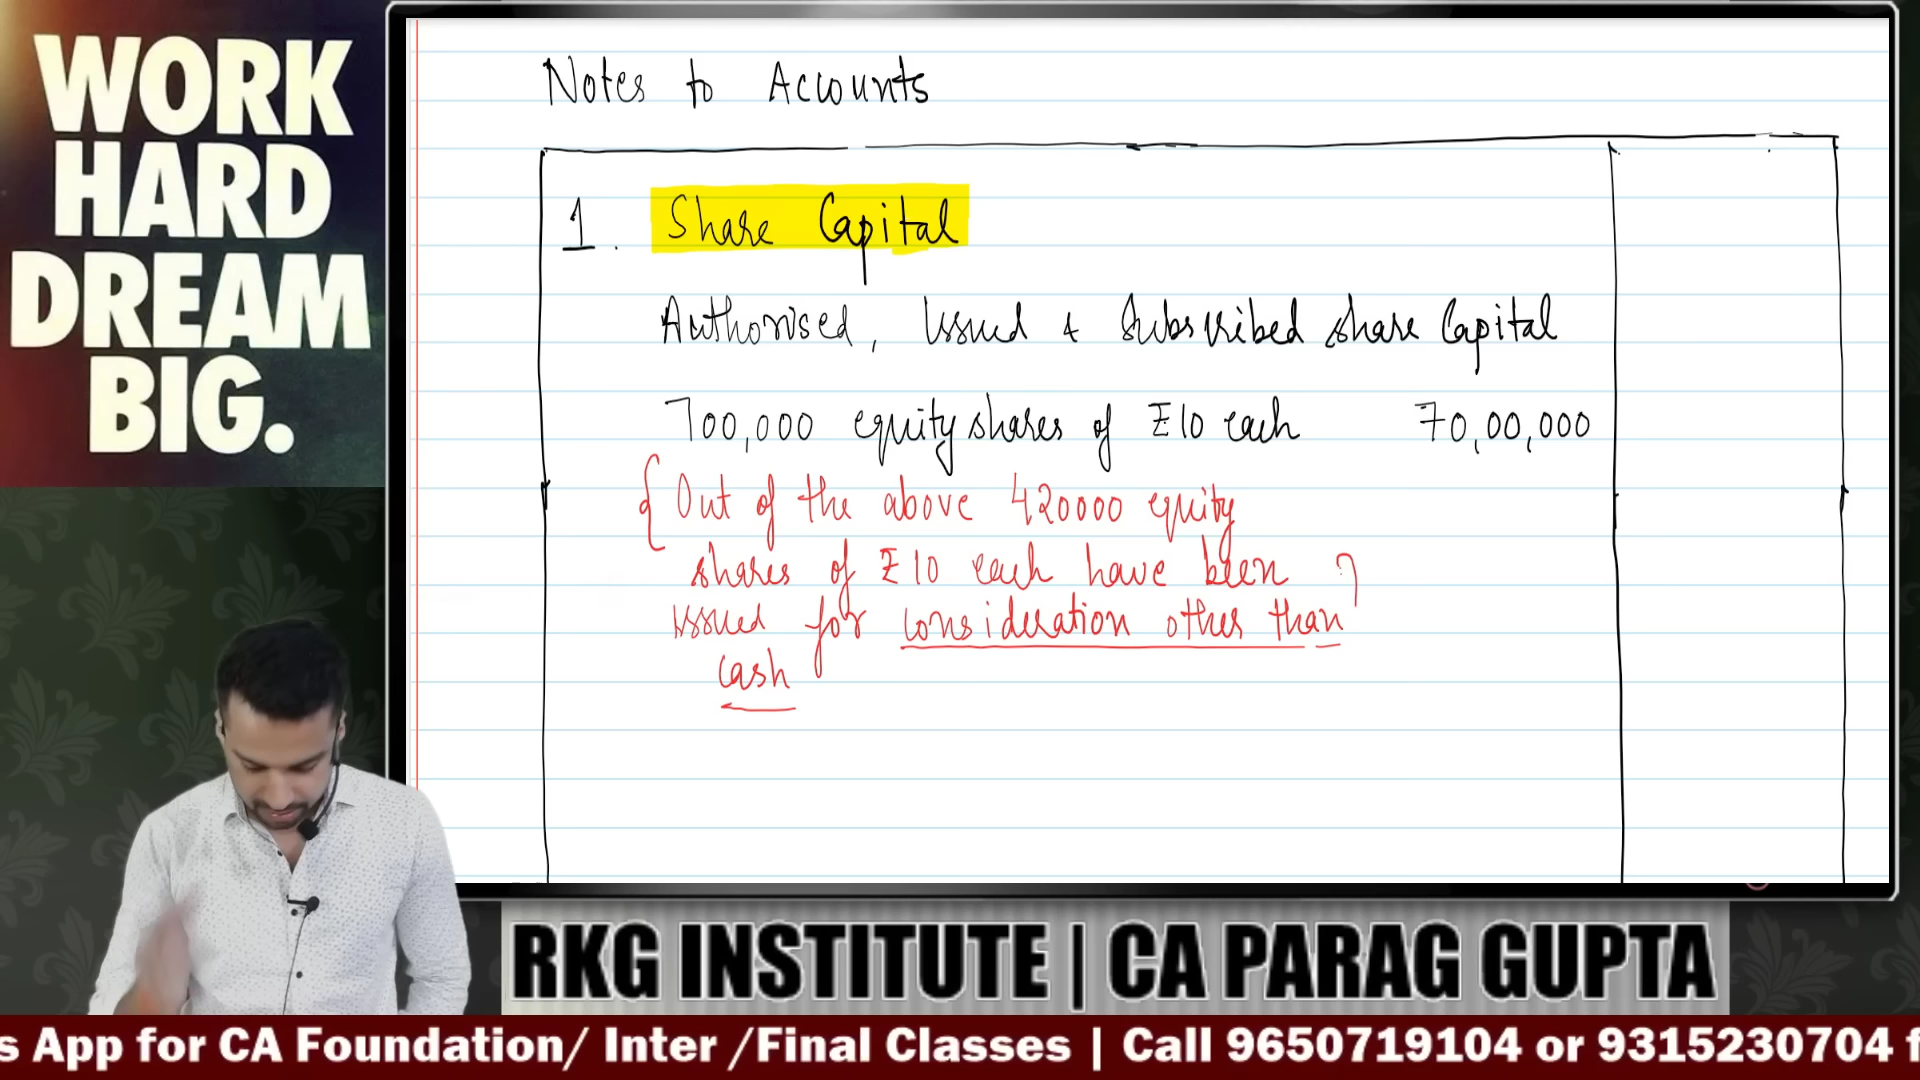 WORK
HARD
DREAM
BIG.
Notes to Accounts
1. Share Capital
Authorised, Issued & Subscribed share Capital
700,000 equity shares of ₹10 each 70,00,000
{Out of the above 420000 equity
shares of ₹10 each have been }
issued for consideration other than
cash
RKG INSTITUTE | CA PARAG GUPTA
s App for CA Foundation/ Inter /Final Classes | Call 9650719104 or 9315230704 f